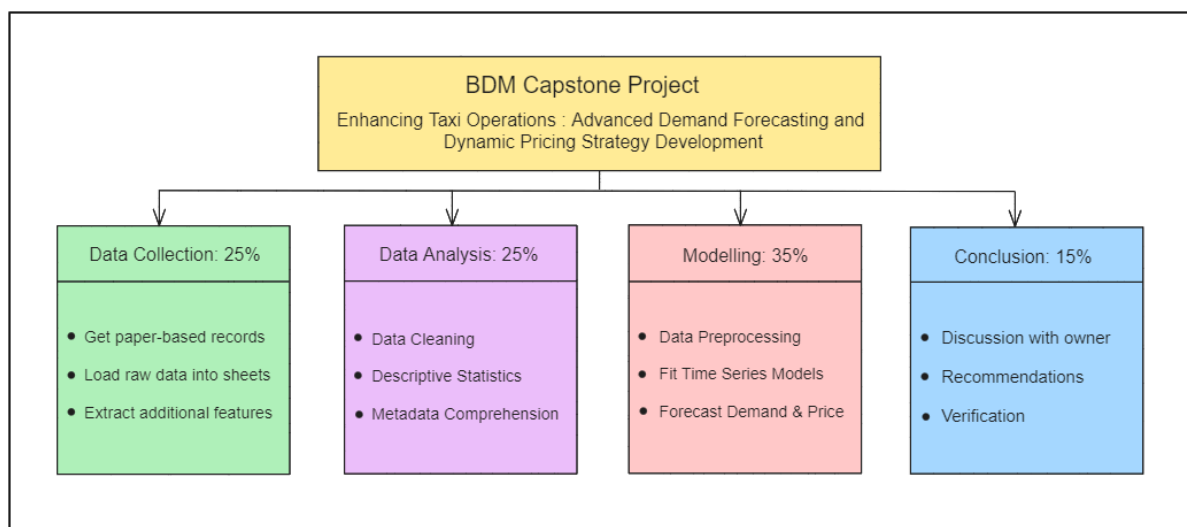 BDM Capstone Project
Enhancing Taxi Operations : Advanced Demand Forecasting and
Dynamic Pricing Strategy Development
Data Collection: 25%
• Get paper-based records
• Load raw data into sheets
• Extract additional features
Data Analysis: 25%
• Data Cleaning
• Descriptive Statistics
• Metadata Comprehension
Modelling: 35%
• Data Preprocessing
• Fit Time Series Models
• Forecast Demand & Price
Conclusion: 15%
• Discussion with owner
• Recommendations
• Verification